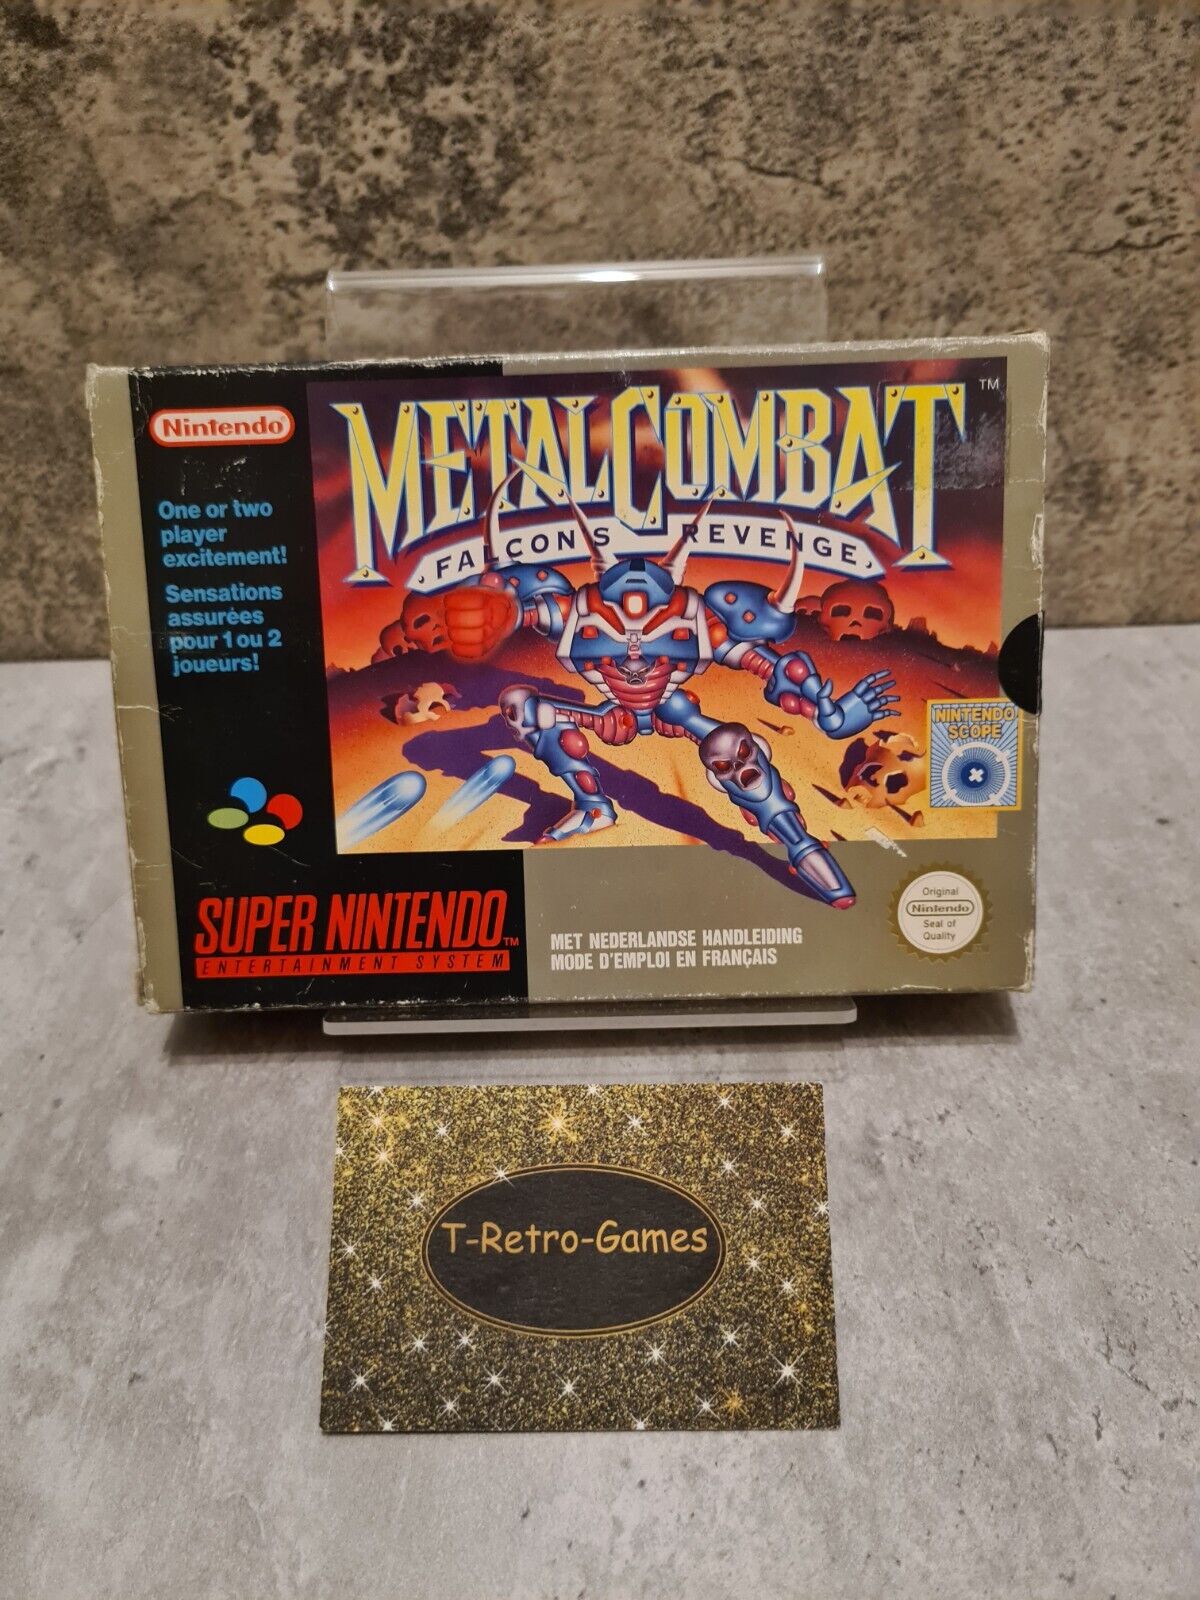 Nintendo
One or two
player
excitement!
Sensations
assurées
pour 1 ou 2
joueurs!
METAL COMBAT
TM
FALCON'S REVENGE
NINTENDO
SCOPE
SUPER NINTENDO TM
ENTERTAINMENT SYSTEM
MET NEDERLANDSE HANDLEIDING
MODE D'EMPLOI EN FRANÇAIS
Original
Nintendo
Seal of
Quality
T-Retro-Games